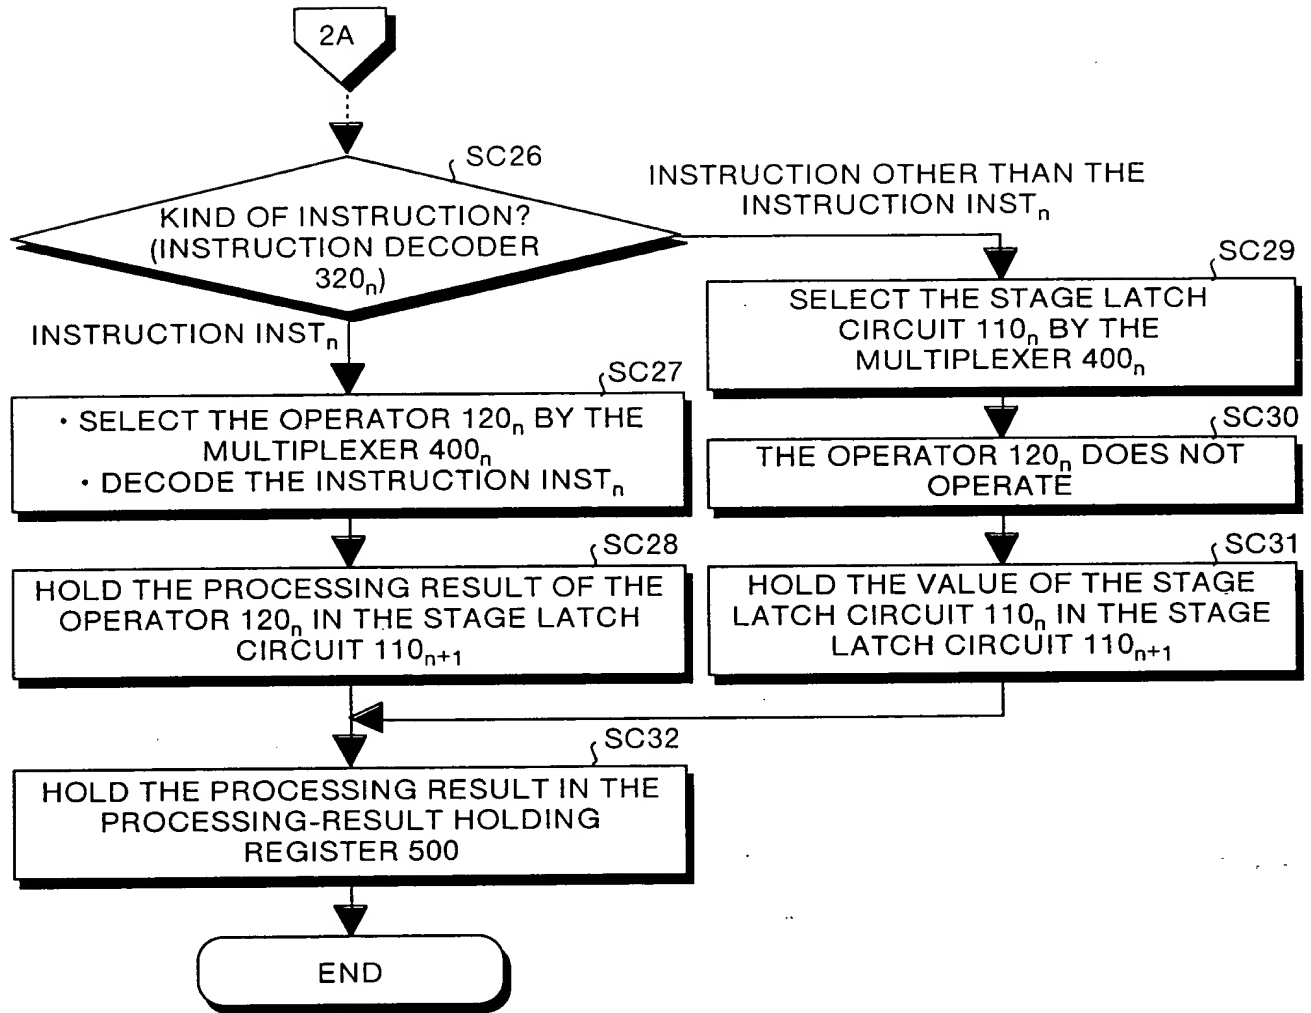 2A
SC26
KIND OF INSTRUCTION?
(INSTRUCTION DECODER
320n)
INSTRUCTION OTHER THAN THE
INSTRUCTION INSTn
INSTRUCTION INSTn
SC27
· SELECT THE OPERATOR 120n BY THE
MULTIPLEXER 400n
· DECODE THE INSTRUCTION INSTn
SC28
HOLD THE PROCESSING RESULT OF THE
OPERATOR 120n IN THE STAGE LATCH
CIRCUIT 110n+1
SC29
SELECT THE STAGE LATCH
CIRCUIT 110n BY THE
MULTIPLEXER 400n
SC30
THE OPERATOR 120n DOES NOT
OPERATE
SC31
HOLD THE VALUE OF THE STAGE
LATCH CIRCUIT 110n IN THE STAGE
LATCH CIRCUIT 110n+1
SC32
HOLD THE PROCESSING RESULT IN THE
PROCESSING-RESULT HOLDING
REGISTER 500
END